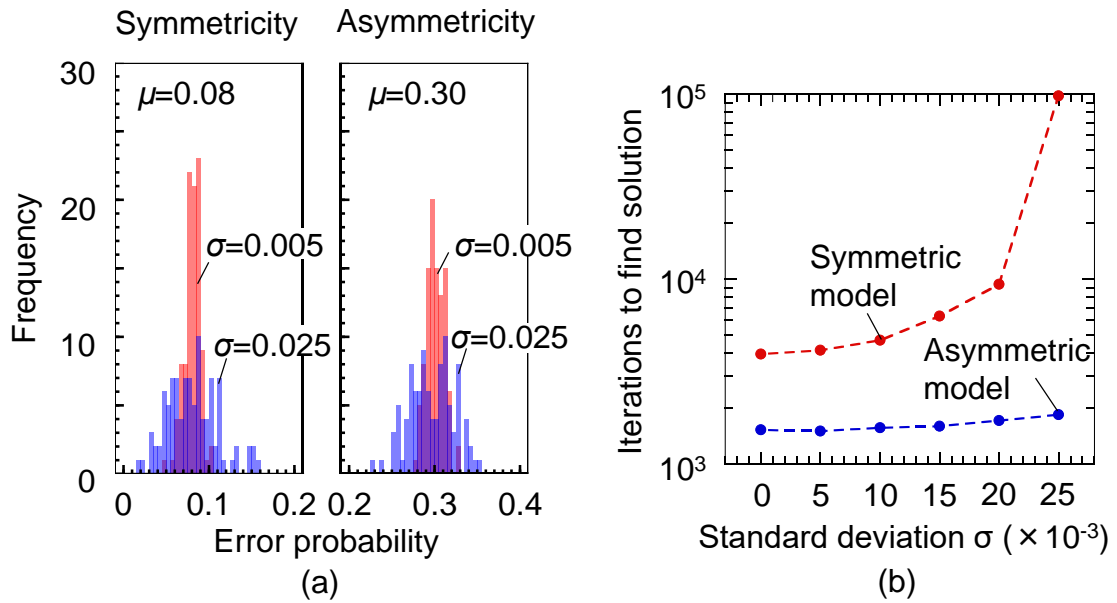 Symmetricity
Asymmetricity
Frequency
30
20
10
0
μ=0.08
σ=0.005
σ=0.025
μ=0.30
σ=0.005
σ=0.025
0 0.1 0.2
0.2 0.3 0.4
Error probability
(a)
Iterations to find solution
10⁵
10⁴
10³
Symmetric
model
Asymmetric
model
0 5 10 15 20 25
Standard deviation σ (×10⁻³)
(b)